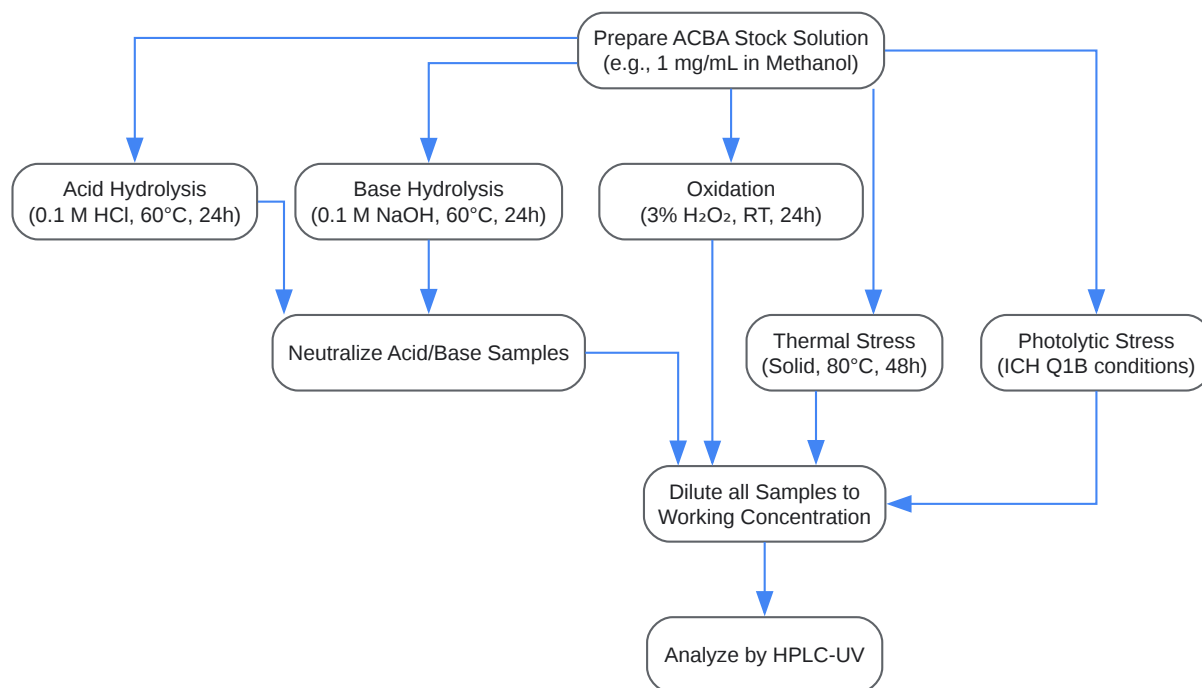 Prepare ACBA Stock Solution
(e.g., 1 mg/mL in Methanol)
Acid Hydrolysis
(0.1 M HCl, 60°C, 24h)
Base Hydrolysis
(0.1 M NaOH, 60°C, 24h)
Oxidation
(3% H₂O₂, RT, 24h)
Neutralize Acid/Base Samples
Thermal Stress
(Solid, 80°C, 48h)
Photolytic Stress
(ICH Q1B conditions)
Dilute all Samples to
Working Concentration
Analyze by HPLC-UV